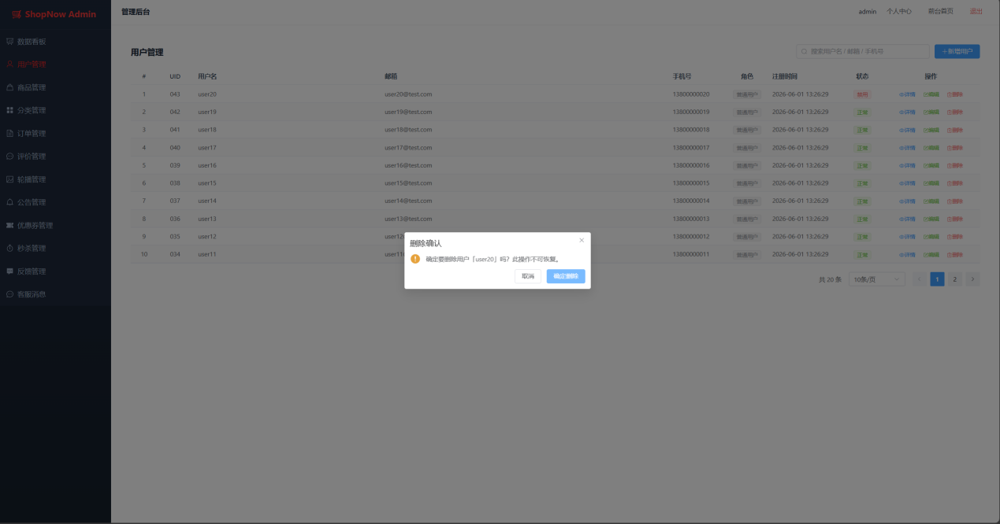 ShopNow Admin
管理后台
admin 个人中心 前台首页 退出
数据看板
用户管理
商品管理
分类管理
订单管理
评价管理
轮播管理
公告管理
优惠券管理
秒杀管理
反馈管理
客服消息
用户管理
搜索用户名 / 邮箱 / 手机号
+ 新增用户
# UID 用户名 邮箱 手机号 角色 注册时间 状态 操作
1 043 user20 user20@test.com 13800000020 普通用户 2026-06-01 13:26:29 禁用 详情 编辑 删除
2 042 user19 user19@test.com 13800000019 普通用户 2026-06-01 13:26:29 正常 详情 编辑 删除
3 041 user18 user18@test.com 13800000018 普通用户 2026-06-01 13:26:29 正常 详情 编辑 删除
4 040 user17 user17@test.com 13800000017 普通用户 2026-06-01 13:26:29 正常 详情 编辑 删除
5 039 user16 user16@test.com 13800000016 普通用户 2026-06-01 13:26:29 正常 详情 编辑 删除
6 038 user15 user15@test.com 13800000015 普通用户 2026-06-01 13:26:29 正常 详情 编辑 删除
7 037 user14 user14@test.com 13800000014 普通用户 2026-06-01 13:26:29 正常 详情 编辑 删除
8 036 user13 user13@test.com 13800000013 普通用户 2026-06-01 13:26:29 正常 详情 编辑 删除
9 035 user12 user12 13800000012 普通用户 2026-06-01 13:26:29 正常 详情 编辑 删除
10 034 user11 user11 13800000011 普通用户 2026-06-01 13:26:29 正常 详情 编辑 删除
删除确认
确定要删除用户「user20」吗？此操作不可恢复。
取消 确定删除
共 20 条 10条/页 1 2